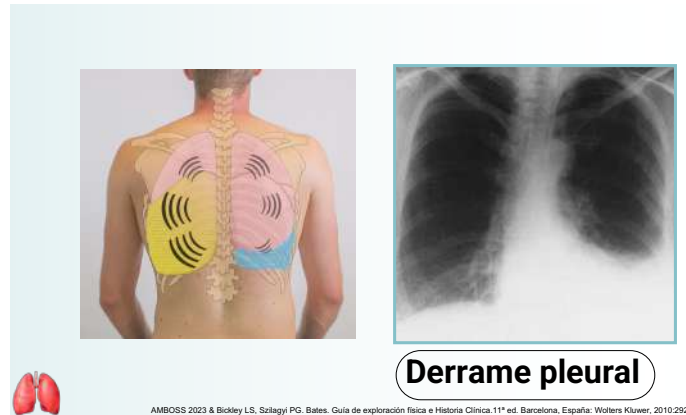 Derrame pleural
AMBOSS 2023 & Bickley LS, Szilagyi PG. Bates. Guía de exploración física e Historia Clínica.11ª ed. Barcelona, España: Wolters Kluwer, 2010:292